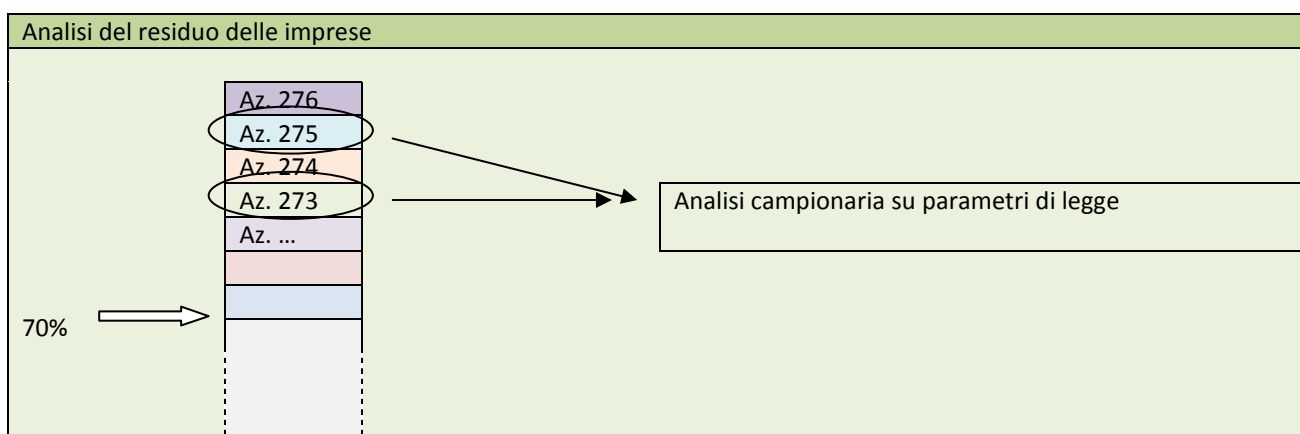 Analisi del residuo delle imprese
Az. 276
Az. 275
Az. 274
Az. 273
Analisi campionaria su parametri di legge
Az. …
70%